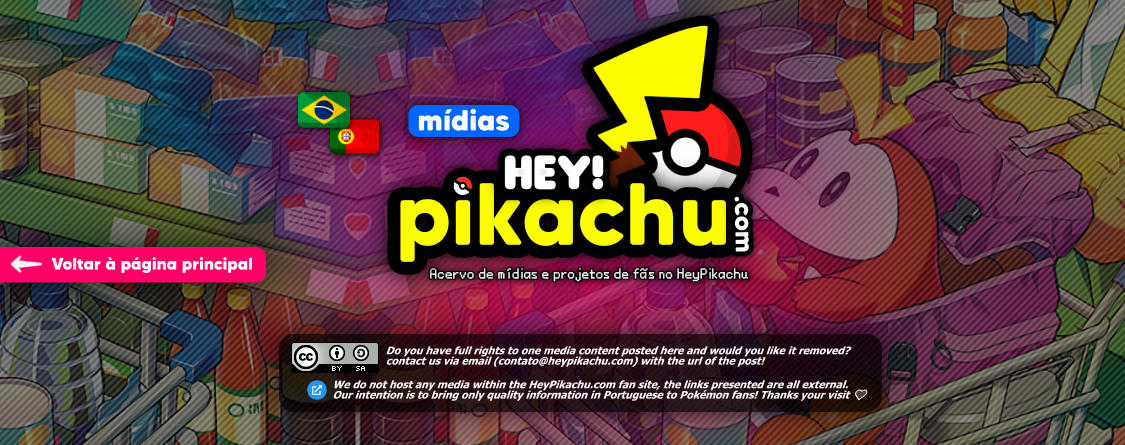 mídias
HEY!
pikachu
.com
Acervo de mídias e projetos de fãs no HeyPikachu
Voltar à página principal
cc BY SA
Do you have full rights to one media content posted here and would you like it removed?
contact us via email (contato@heypikachu.com) with the url of the post!
We do not host any media within the HeyPikachu.com fan site, the links presented are all external.
Our intention is to bring only quality information in Portuguese to Pokémon fans! Thanks your visit